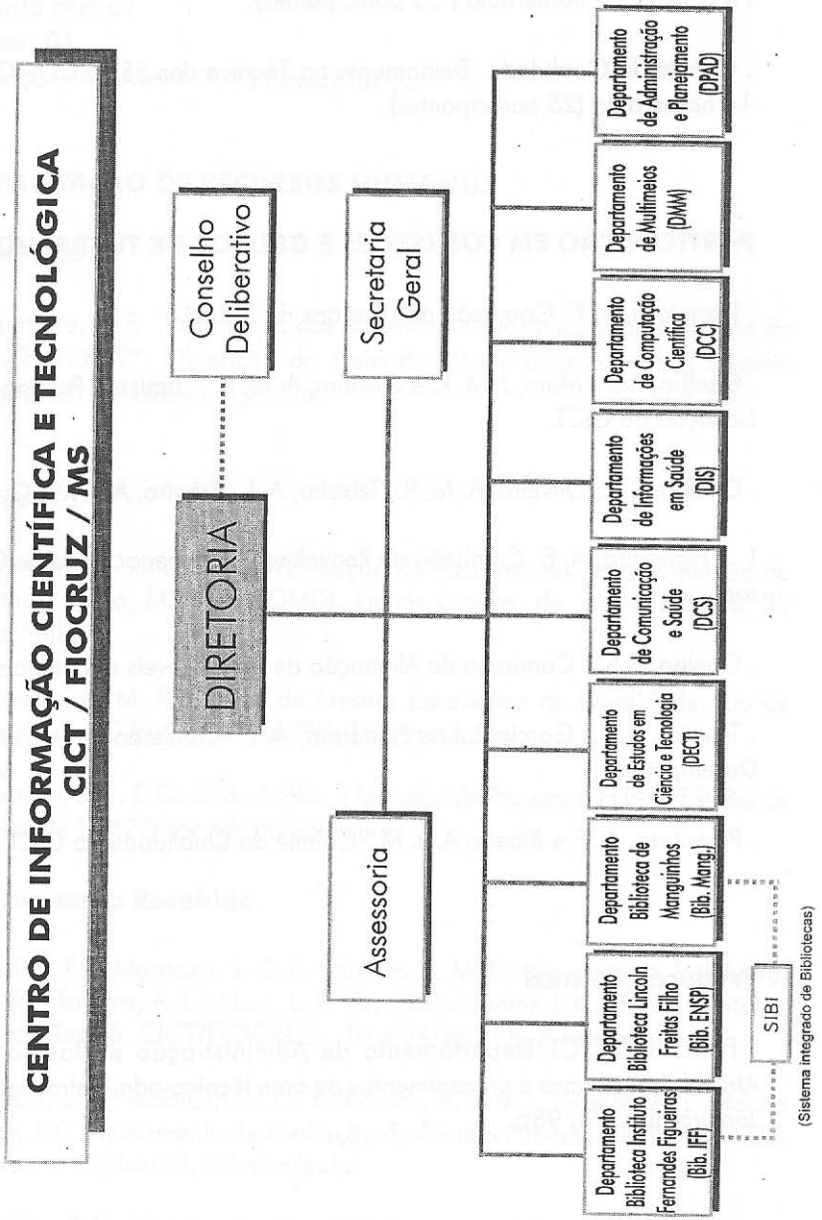 CENTRO DE INFORMAÇÃO CIENTÍFICA E TECNOLÓGICA
CICT - FIOCRUZ / MS
DIRETORIA
Conselho
Deliberativo
Assessoria
Secretaria
Geral
Departamento
Biblioteca Instituto
Fernandes Figueiras
(Bib. IFF)
Departamento
Biblioteca Lincoln
Freitas Filho
(Bib. ENSP)
Departamento
Biblioteca de
Manguinhos
(Bib. Mang.)
Departamento
de Estudos em
Ciência e Tecnologia
(DECT)
Departamento
de Comunicação
e Saúde
(DCS)
Departamento
de Informações
em Saúde
(DIS)
Departamento
de Computação
Científica
(DCC)
Departamento
de Multimeios
(DMM)
Departamento
de Administração
e Planejamento
(DPAD)
SIBI
(Sistema integrado de Bibliotecas)